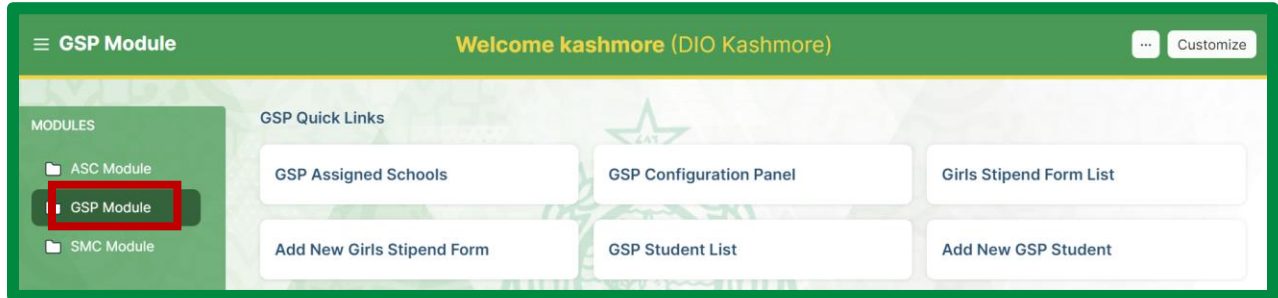 GSP Module
Welcome kashmore (DIO Kashmore)
... Customize
MODULES
ASC Module
GSP Module
SMC Module
GSP Quick Links
GSP Assigned Schools
GSP Configuration Panel
Girls Stipend Form List
Add New Girls Stipend Form
GSP Student List
Add New GSP Student